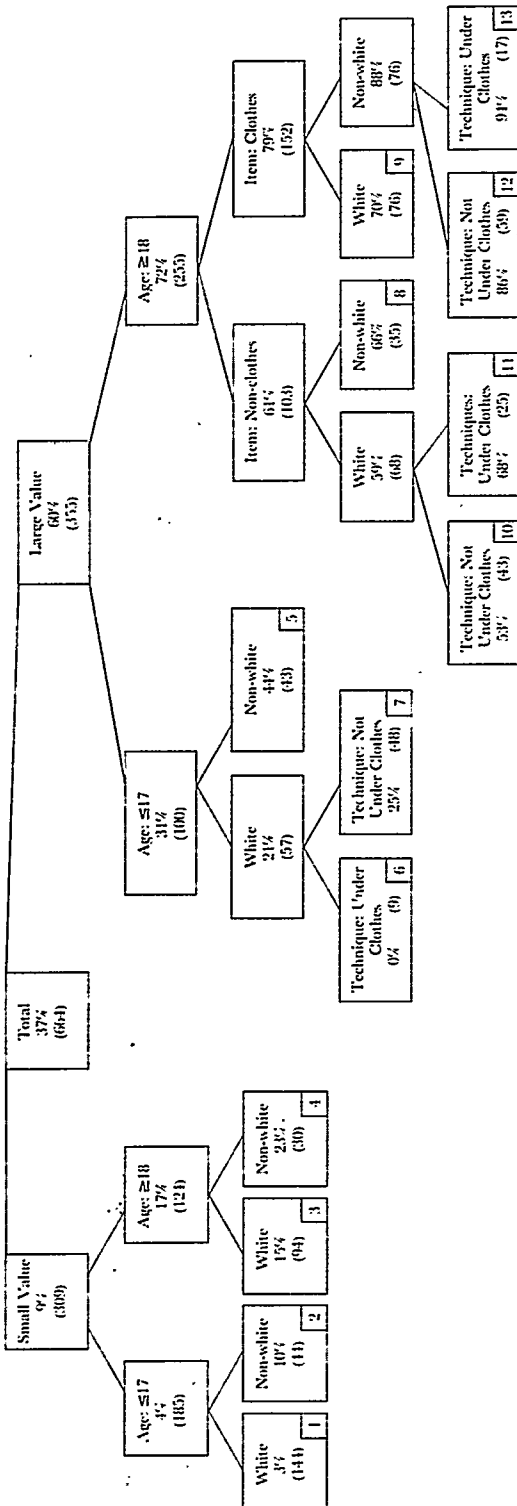 Total
37%
(664)
Small Value
9%
(309)
Large Value
60%
(355)
Age: ≤17
4%
(185)
Age: ≥18
17%
(124)
Age: ≤17
31%
(100)
Age: ≥18
72%
(255)
White
3%
(141)
1
Non-white
10%
(44)
2
White
15%
(94)
3
Non-white
23%
(30)
4
White
21%
(57)
Non-white
44%
(43)
5
Item: Non-clothes
61%
(103)
Item: Clothes
79%
(152)
Technique: Under
Clothes
0% (9)
6
Technique: Not
Under Clothes
25% (48)
7
White
59%
(68)
Non-white
66%
(35)
8
White
70%
(76)
9
Non-white
88%
(76)
Technique: Not
Under Clothes
53% (43)
10
Techniques:
Under Clothes
68% (25)
11
Technique: Not
Under Clothes
86% (59)
12
Technique: Under
Clothes
91% (17)
13